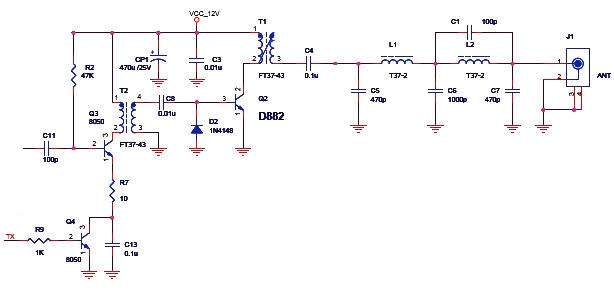 VCC_12V
T1
1 4
2 3
FT37-43
C1 100p
L1
T37-2
L2
T37-2
J1
1
2
3 4
ANT
R2
47K
CP1
470u /25V
C3
0.01u
C4
0.1u
C5
470p
C6
1000p
C7
470p
T2
1 4
2 3
FT37-43
C8
0.01u
D2
1N4148
2 3 1
Q2
D882
Q3
8050
3
2
1
C11
100p
R7
10
Q4
3
2
1
8050
TX
R9
1K
C13
0.1u